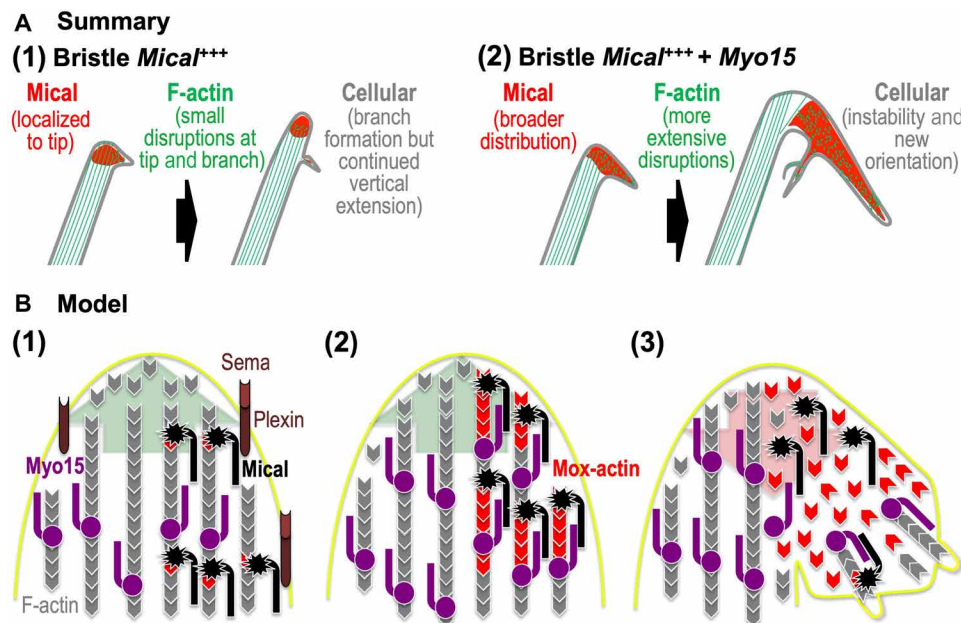 A Summary
(1) Bristle Mical+++
Mical
(localized
to tip)
F-actin
(small
disruptions at
tip and branch)
Cellular
(branch
formation but
continued
vertical
extension)
(2) Bristle Mical+++ + Myo15
Mical
(broader
distribution)
F-actin
(more
extensive
disruptions)
Cellular
(instability and
new
orientation)
B Model
(1)
Sema
Plexin
Myo15
Mical
F-actin
(2)
Mox-actin
(3)